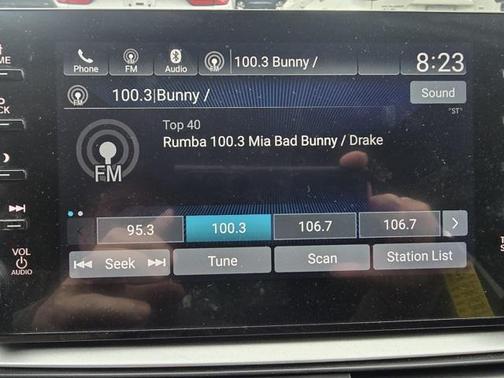 Phone
FM
Audio
100.3 Bunny /
8:23
FM
100.3|Bunny /
Sound
"ST"
Top 40
Rumba 100.3 Mia Bad Bunny / Drake
FM
95.3
100.3
106.7
106.7
Seek
Tune
Scan
Station List
VOL
AUDIO